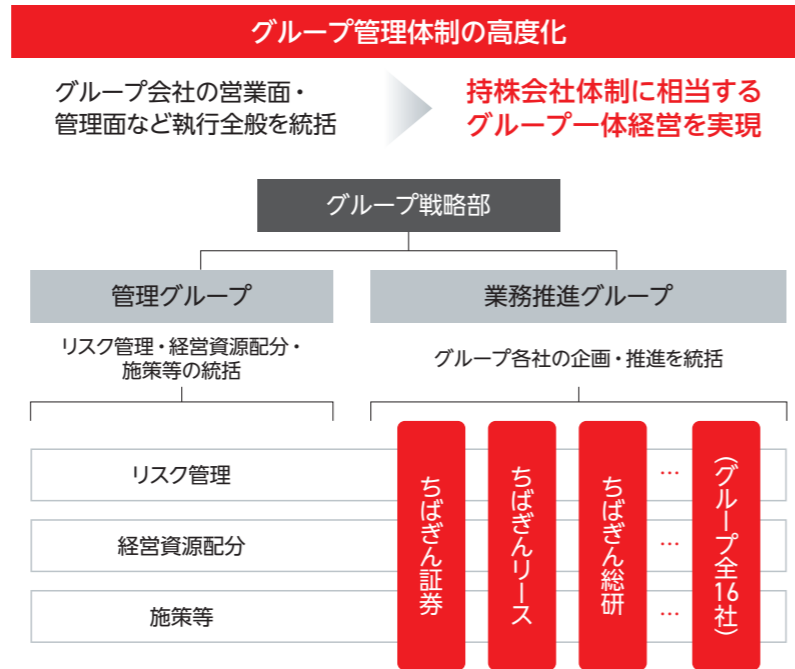 グループ管理体制の高度化
グループ会社の営業面・
管理面など執行全般を統括
持株会社体制に相当する
グループ一体経営を実現
グループ戦略部
管理グループ
業務推進グループ
リスク管理・経営資源配分・
施策等の統括
グループ各社の企画・推進を統括
リスク管理
経営資源配分
施策等
ちばぎん証券
ちばぎんリース
ちばぎん総研
…
…
…
(グループ全16社)